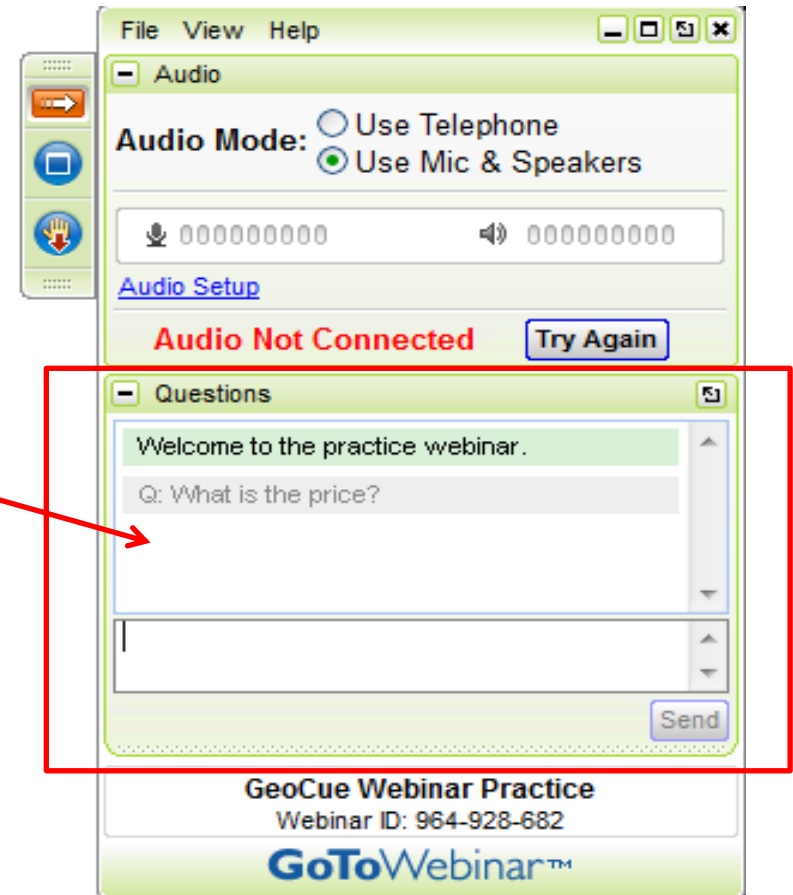 File View Help
Audio
Audio Mode: Use Telephone
Use Mic & Speakers
000000000 000000000
Audio Setup
Audio Not Connected Try Again
Questions
Welcome to the practice webinar.
Q: What is the price?
Send
GeoCue Webinar Practice
Webinar ID: 964-928-682
GoToWebinar™